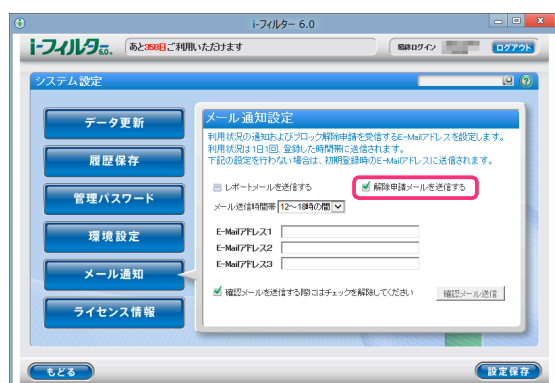 i-フィルター 6.0
i-フィルター 6.0. あと358日ご利用いただけます 最終ログイン ログアウト
システム設定
データ更新
履歴保存
管理パスワード
環境設定
メール通知
ライセンス情報
メール通知設定
利用状況の通知およびブロック解除申請を受信するE-Mailアドレスを設定します。
利用状況は1日1回、登録した時間帯に送信されます。
下記の設定を行わない場合は、初期登録時のE-Mailアドレスに送信されます。
レポートメールを送信する 解除申請メールを送信する
メール送信時間帯 12～18時の間
E-Mailアドレス1
E-Mailアドレス2
E-Mailアドレス3
確認メールを送信する際にはチェックを解除してください 確認メール送信
もどる 設定保存